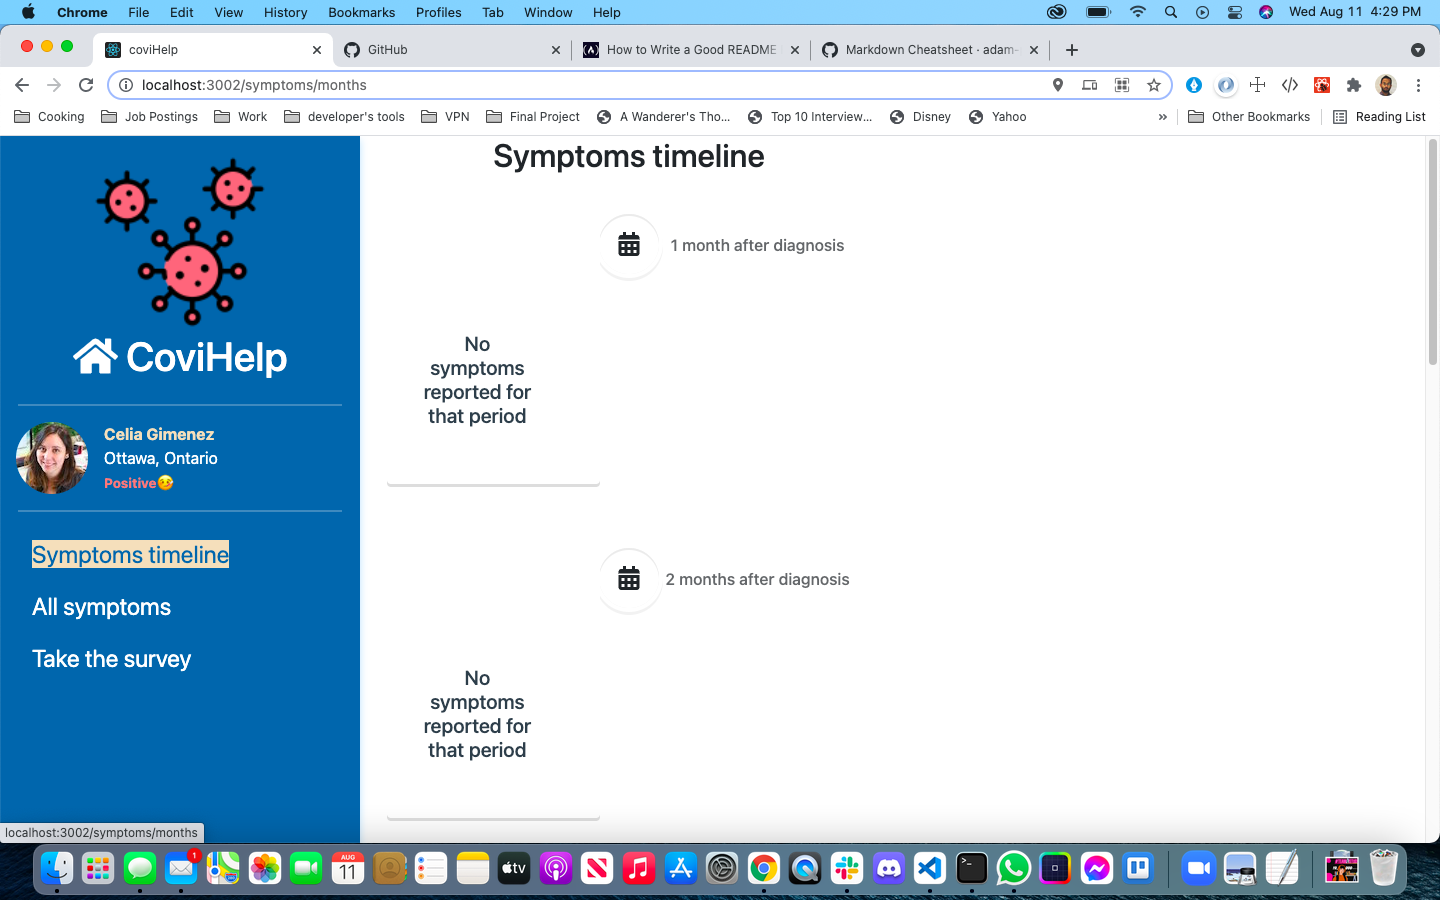 Chrome File Edit View History Bookmarks Profiles Tab Window Help Wed Aug 11 4:29 PM
coviHelp GitHub How to Write a Good README Markdown Cheatsheet · adam-
localhost:3002/symptoms/months
Cooking Job Postings Work developer's tools VPN Final Project A Wanderer's Tho... Top 10 Interview... Disney Yahoo » Other Bookmarks Reading List
CoviHelp
Celia Gimenez
Ottawa, Ontario
Positive🤒
Symptoms timeline
All symptoms
Take the survey
Symptoms timeline
1 month after diagnosis
No
symptoms
reported for
that period
2 months after diagnosis
No
symptoms
reported for
that period
localhost:3002/symptoms/months
1
AUG
11
tv